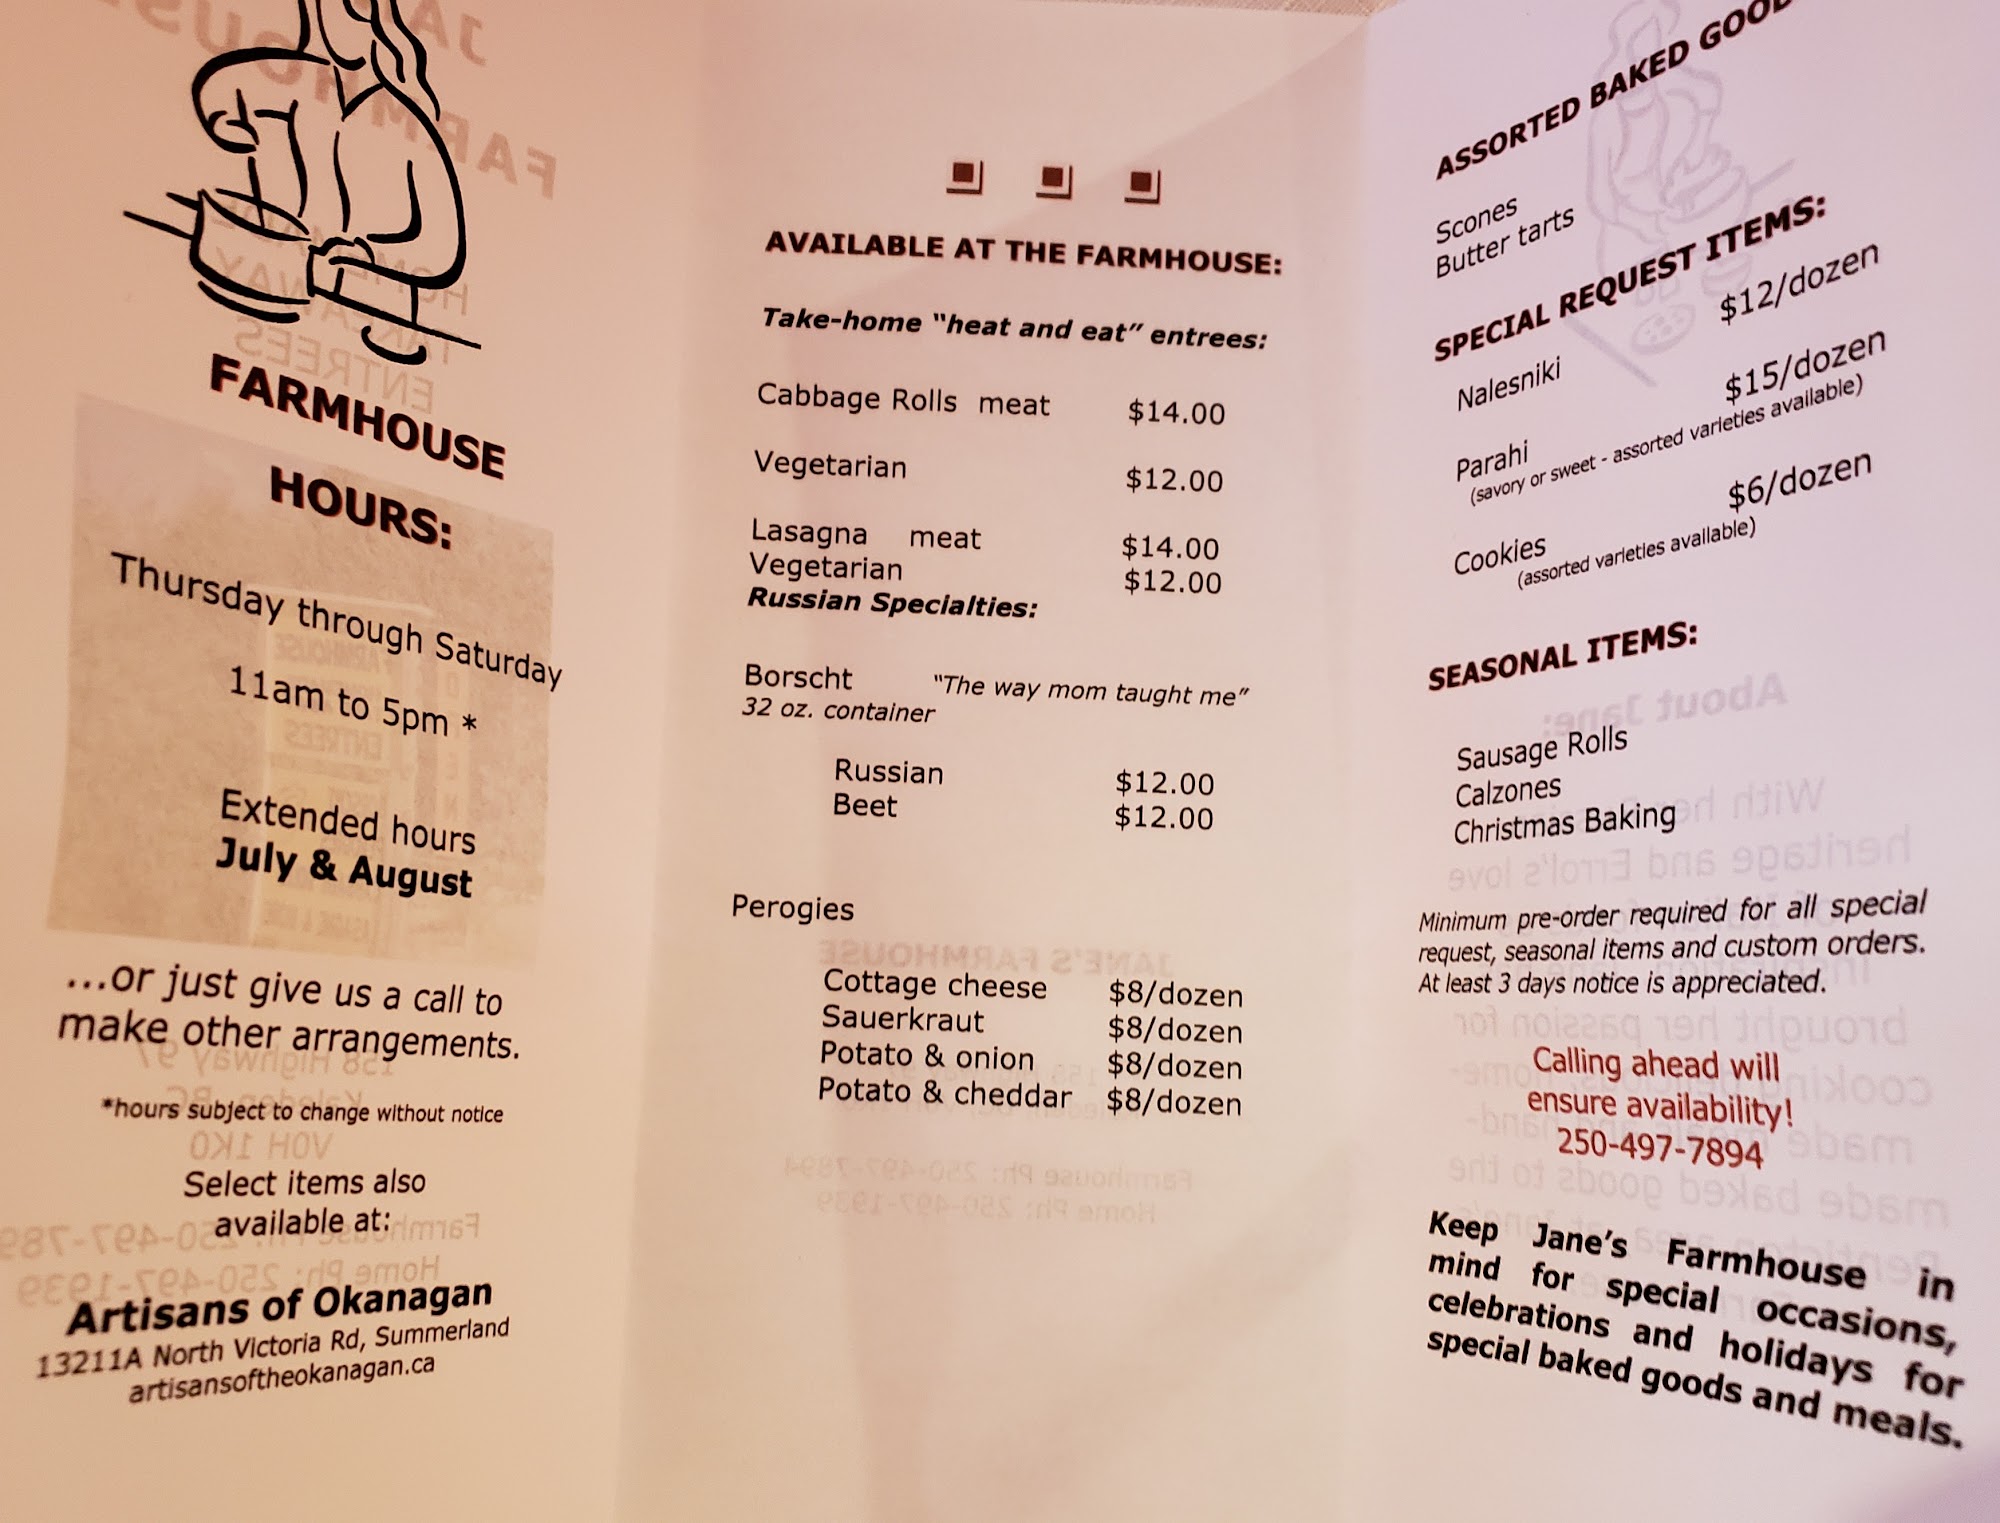 FARMHOUSE
HOURS:
Thursday through Saturday
11am to 5pm *
Extended hours
July & August
...or just give us a call to
make other arrangements.
*hours subject to change without notice
Select items also
available at:
Artisans of Okanagan
13211A North Victoria Rd, Summerland
artisansoftheokanagan.ca
AVAILABLE AT THE FARMHOUSE:
Take-home “heat and eat” entrees:
Cabbage Rolls meat $14.00
Vegetarian $12.00
Lasagna meat $14.00
Vegetarian $12.00
Russian Specialties:
Borscht “The way mom taught me”
32 oz. container
Russian $12.00
Beet $12.00
Perogies
Cottage cheese $8/dozen
Sauerkraut $8/dozen
Potato & onion $8/dozen
Potato & cheddar $8/dozen
ASSORTED BAKED
Scones
Butter tarts
SPECIAL REQUEST ITEMS:
Nalesniki $12/dozen
Parahi $15/dozen
(savory or sweet - assorted varieties available)
Cookies $6/dozen
(assorted varieties available)
SEASONAL ITEMS:
Sausage Rolls
Calzones
Christmas Baking
Minimum pre-order required for all special
request, seasonal items and custom orders.
At least 3 days notice is appreciated.
Calling ahead will
ensure availability!
250-497-7894
Keep Jane’s Farmhouse in
mind for special occasions,
celebrations and holidays for
special baked goods and meals.